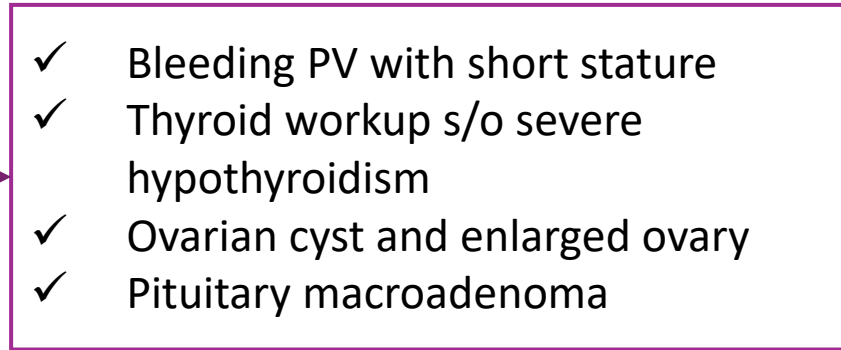 ✓ Bleeding PV with short stature
✓ Thyroid workup s/o severe
hypothyroidism
✓ Ovarian cyst and enlarged ovary
✓ Pituitary macroadenoma